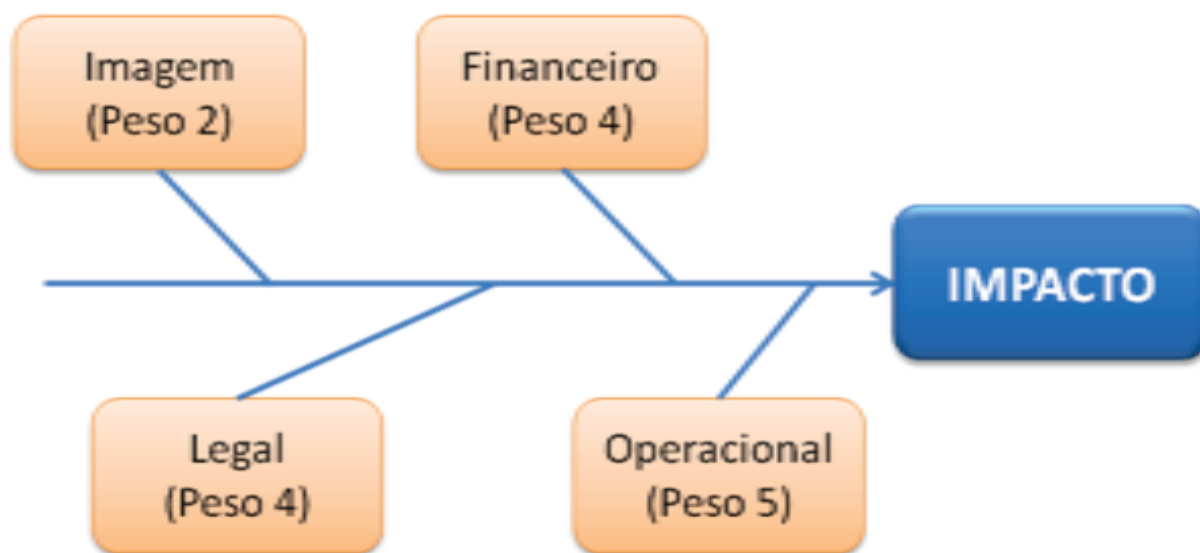 Imagem
(Peso 2)
Financeiro
(Peso 4)
IMPACTO
Legal
(Peso 4)
Operacional
(Peso 5)